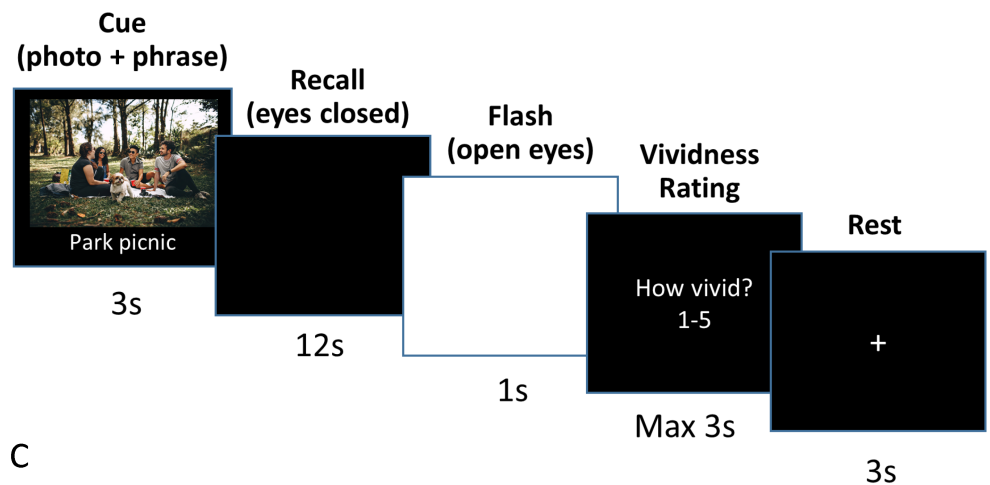 Cue
(photo + phrase)
Park picnic
3s
Recall
(eyes closed)
12s
Flash
(open eyes)
1s
Vividness
Rating
How vivid?
1-5
Max 3s
Rest
+
3s
C